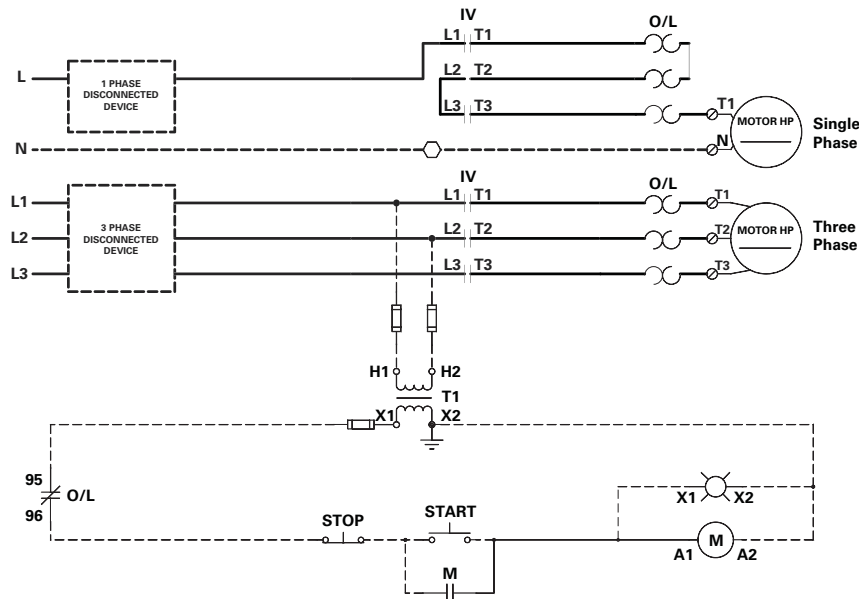 IV
O/L
L1 T1
L
1 PHASE
DISCONNECTED
DEVICE
L2 T2
L3 T3
T1
MOTOR HP
Single
Phase
N
N
IV
O/L
L1
L1 T1
T1
3 PHASE
DISCONNECTED
DEVICE
L2
L2 T2
T2
MOTOR HP
Three
Phase
L3
L3 T3
T3
H1 H2
T1
X1 X2
95
O/L
96
X1 X2
STOP
START
M
A1 A2
M